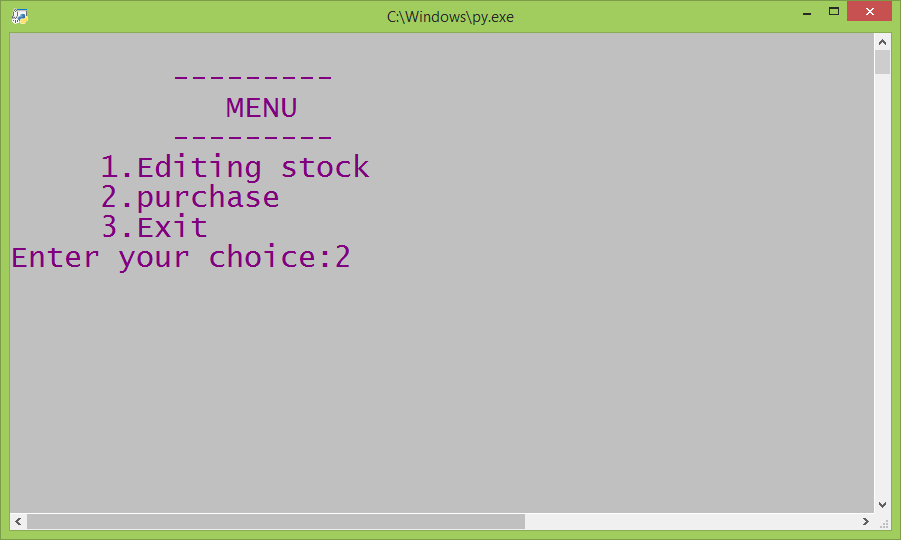 C:\Windows\py.exe
---------
MENU
---------
1.Editing stock
2.purchase
3.Exit
Enter your choice:2